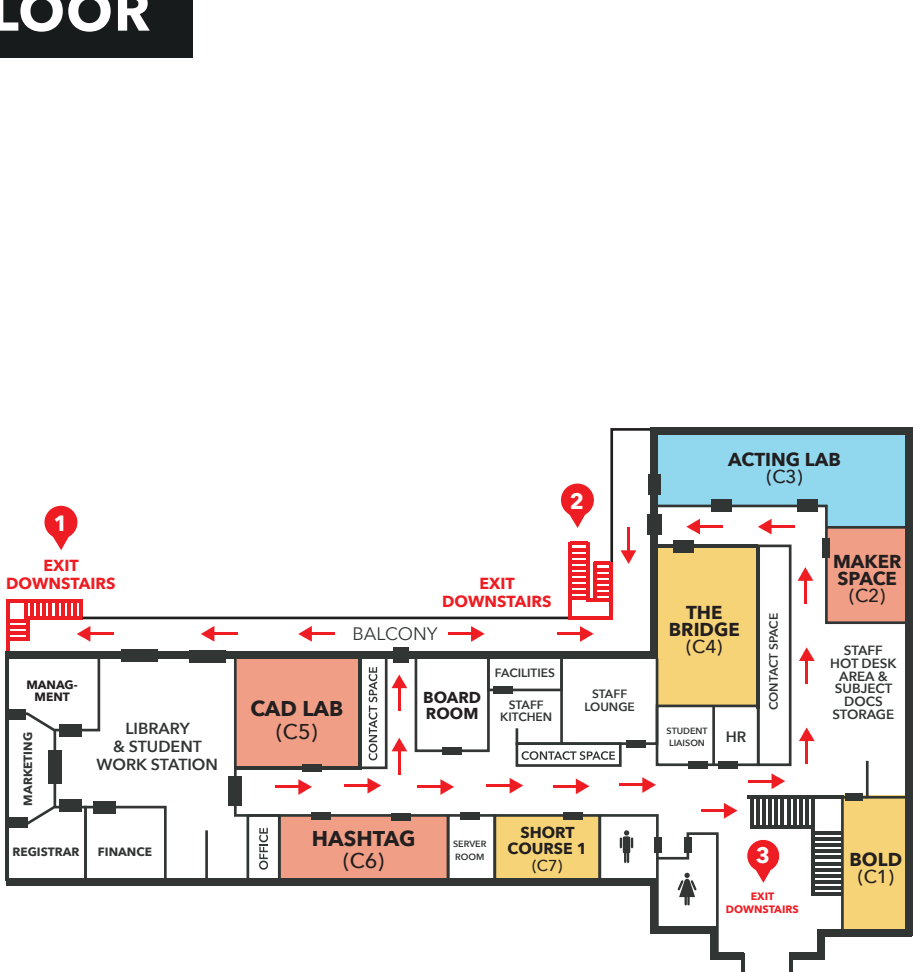 LOOR
ACTING LAB
(C3)
1
2
EXIT
DOWNSTAIRS
EXIT
DOWNSTAIRS
MAKER
SPACE
(C2)
THE
BRIDGE
(C4)
CONTACT SPACE
BALCONY
STAFF
HOT DESK
AREA &
SUBJECT
DOCS
STORAGE
MANAG-
MENT
CAD LAB
(C5)
CONTACT SPACE
BOARD
ROOM
FACILITIES
STAFF
KITCHEN
STAFF
LOUNGE
CONTACT SPACE
STUDENT
LIAISON
HR
LIBRARY
& STUDENT
WORK STATION
MARKETING
REGISTRAR
FINANCE
OFFICE
HASHTAG
(C6)
SERVER
ROOM
SHORT
COURSE 1
(C7)
3
EXIT
DOWNSTAIRS
BOLD
(C1)